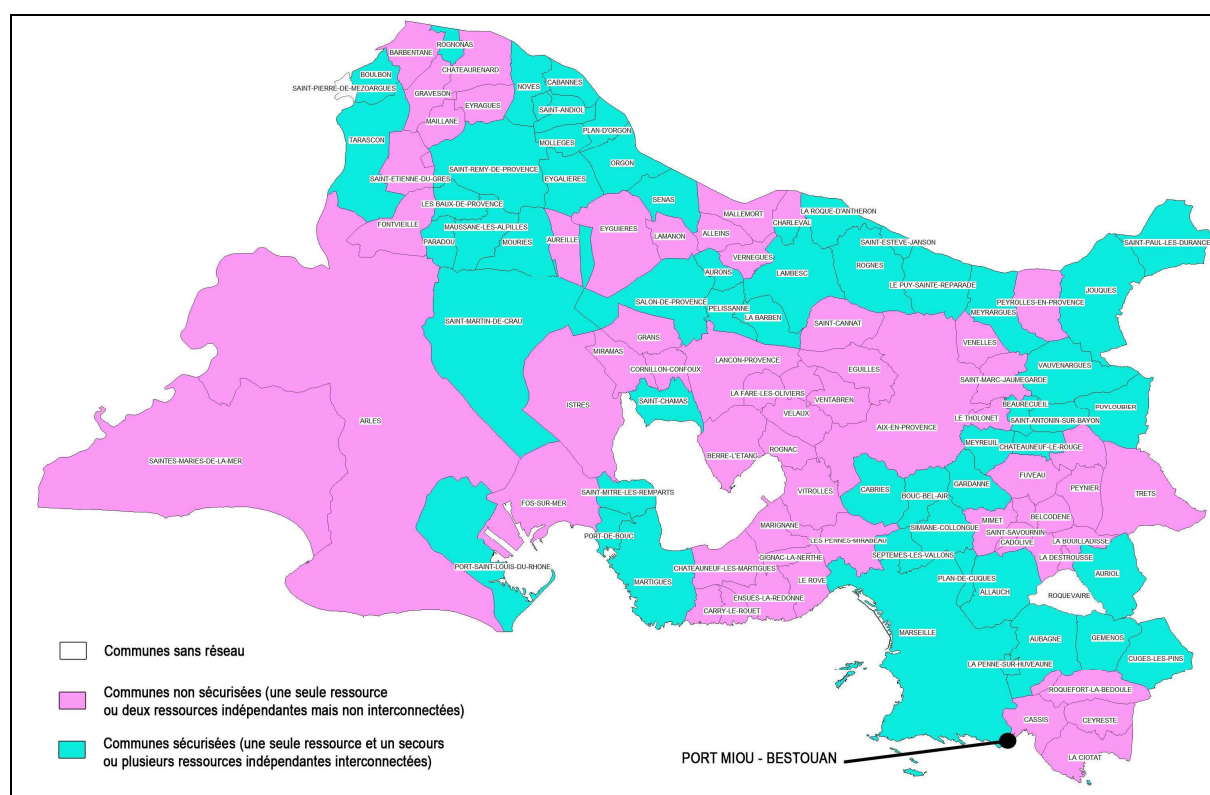 ROGNONAS
BARBENTANE
CHATEAURENARD
BOULBON
NOVES
CABANNES
SAINT-PIERRE-DE-MEZOARGUES
GRAVESON
EYRAGUES
SAINT-ANDIOL
MAILLANE
PLAN-D'ORGON
TARASCON
MOLLEGES
ORGON
SAINT-REMY-DE-PROVENCE
SAINT-ETIENNE-DU-GRES
EYGALIERES
SENAS
LES BAUX-DE-PROVENCE
MALLEMORT
LA ROQUE-D'ANTHERON
CHARLEVAL
FONTVIEILLE
MAUSSANE-LES-ALPILLES
EYGUIERES
ALLEINS
LAMANON
PARADOU
MOURIES
AUREILLE
SAINT-ESTEVE-JANSON
SAINT-PAUL-LES-DURANCE
VERNEGUES
AURONS
LAMBESC
ROGNES
LE PUY-SAINTE-REPARADE
JOUQUES
SALON-DE-PROVENCE
PELISSANNE
PEYROLLES-EN-PROVENCE
MEYRARGUES
LA BARBEN
SAINT-MARTIN-DE-CRAU
SAINT-CANNAT
GRANS
VENELLES
MIRAMAS
LANCON-PROVENCE
VAUVENARGUES
CORNILLON-CONFOUX
EGUILLES
SAINT-MARC-JAUMEGARDE
LA FARE-LES-OLIVIERS
SAINT-CHAMAS
VENTABREN
BEAURECUEIL
PUYLOUBIER
ISTRES
VELAUX
LE THOLONET
SAINT-ANTONIN-SUR-BAYON
ARLES
AIX-EN-PROVENCE
MEYREUIL
CHATEAUNEUF-LE-ROUGE
ROGNAC
BERRE-L'ETANG
SAINTES-MARIES-DE-LA-MER
FUVEAU
GARDANNE
CABRIES
PEYNIER
TRETS
SAINT-MITRE-LES-REMPARTS
VITROLLES
BOUC-BEL-AIR
FOS-SUR-MER
BELCODENE
MIMET
MARIGNANE
SIMIANE-COLLONGUE
SAINT-SAVOURNIN
PORT-DE-BOUC
LES PENNES-MIRABEAU
CADOLIVE
LA BOUILLADISSE
GIGNAC-LA-NERTHE
SEPTEMES-LES-VALLONS
LA DESTROUSSE
PORT-SAINT-LOUIS-DU-RHONE
CHATEAUNEUF-LES-MARTIGUES
AURIOL
MARTIGUES
LE ROVE
PLAN-DE-CUQUES
ALLAUCH
ROQUEVAIRE
ENSUES-LA-REDONNE
CARRY-LE-ROUET
MARSEILLE
AUBAGNE
GEMENOS
CUGES-LES-PINS
LA PENNE-SUR-HUVEAUNE
ROQUEFORT-LA-BEDOULE
CASSIS
CEYRESTE
LA CIOTAT
PORT MIOU - BESTOUAN
Communes sans réseau
Communes non sécurisées (une seule ressource
ou deux ressources indépendantes mais non interconnectées)
Communes sécurisées (une seule ressource et un secours
ou plusieurs ressources indépendantes interconnectées)